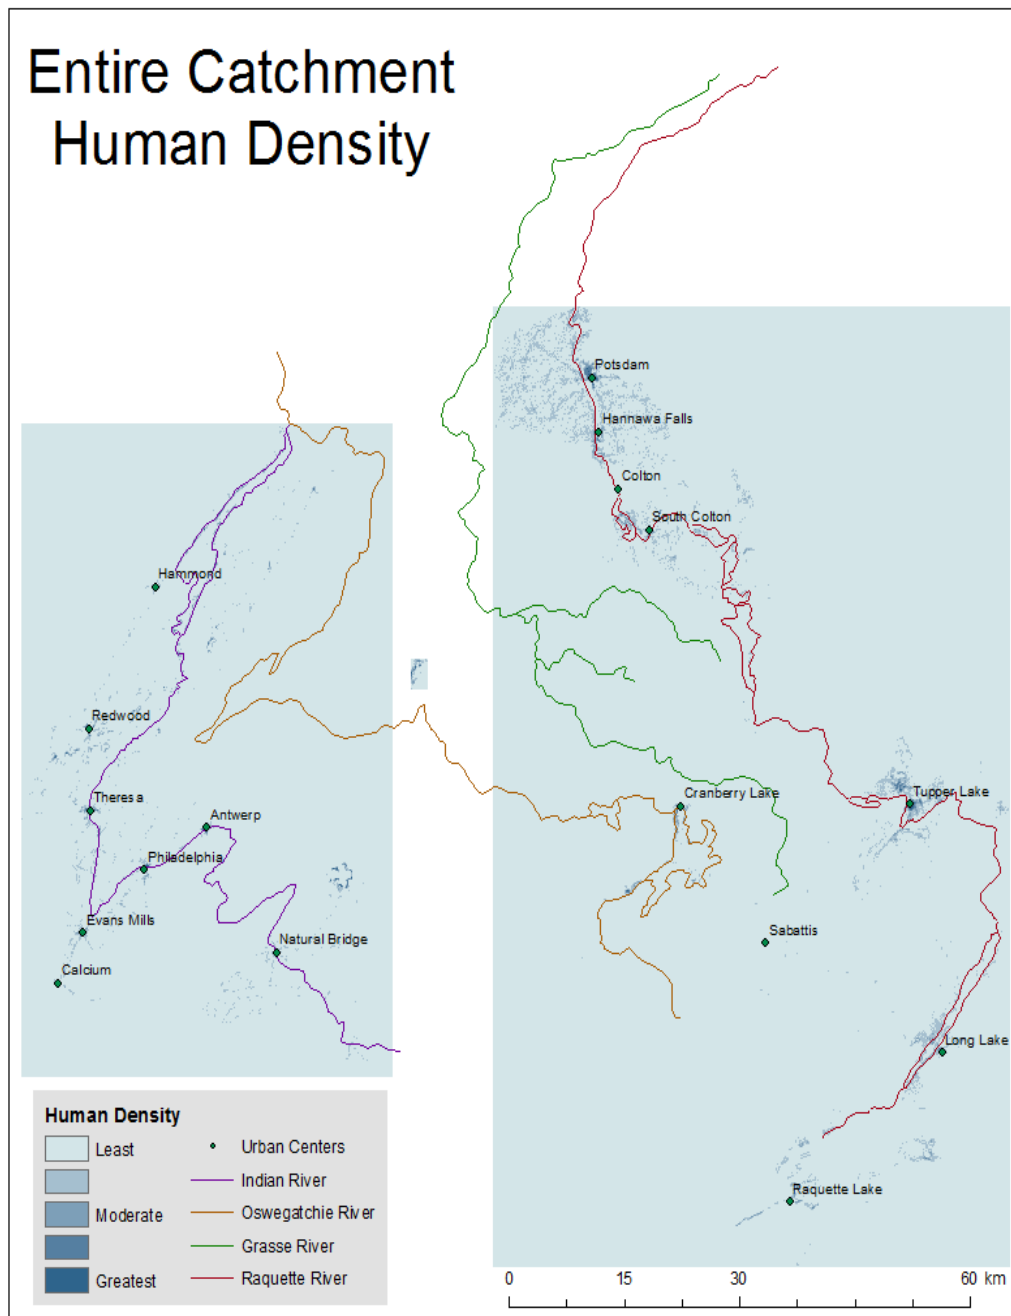 Entire Catchment
Human Density
Potsdam
Hannawa Falls
Colton
South Colton
Hammond
Redwood
Theresa
Antwerp
Philadelphia
Evans Mills
Natural Bridge
Calcium
Cranberry Lake
Tupper Lake
Sabattis
Long Lake
Raquette Lake
Human Density
Least
Moderate
Greatest
Urban Centers
Indian River
Oswegatchie River
Grasse River
Raquette River
0 15 30 60 km